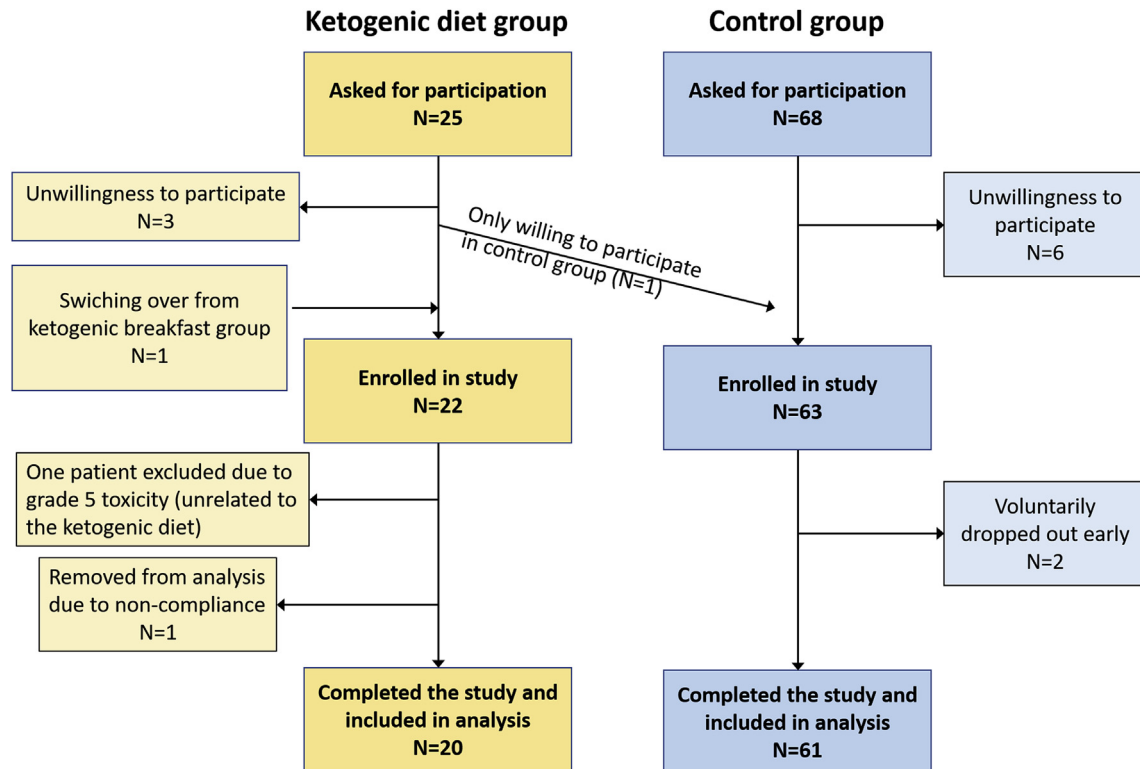 Ketogenic diet group
Control group
Asked for participation
N=25
Asked for participation
N=68
Unwillingness to participate
N=3
Only willing to participate
in control group (N=1)
Unwillingness to
participate
N=6
Swiching over from
ketogenic breakfast group
N=1
Enrolled in study
N=22
Enrolled in study
N=63
One patient excluded due to
grade 5 toxicity (unrelated to
the ketogenic diet)
Voluntarily
dropped out early
N=2
Removed from analysis
due to non-compliance
N=1
Completed the study and
included in analysis
N=20
Completed the study and
included in analysis
N=61